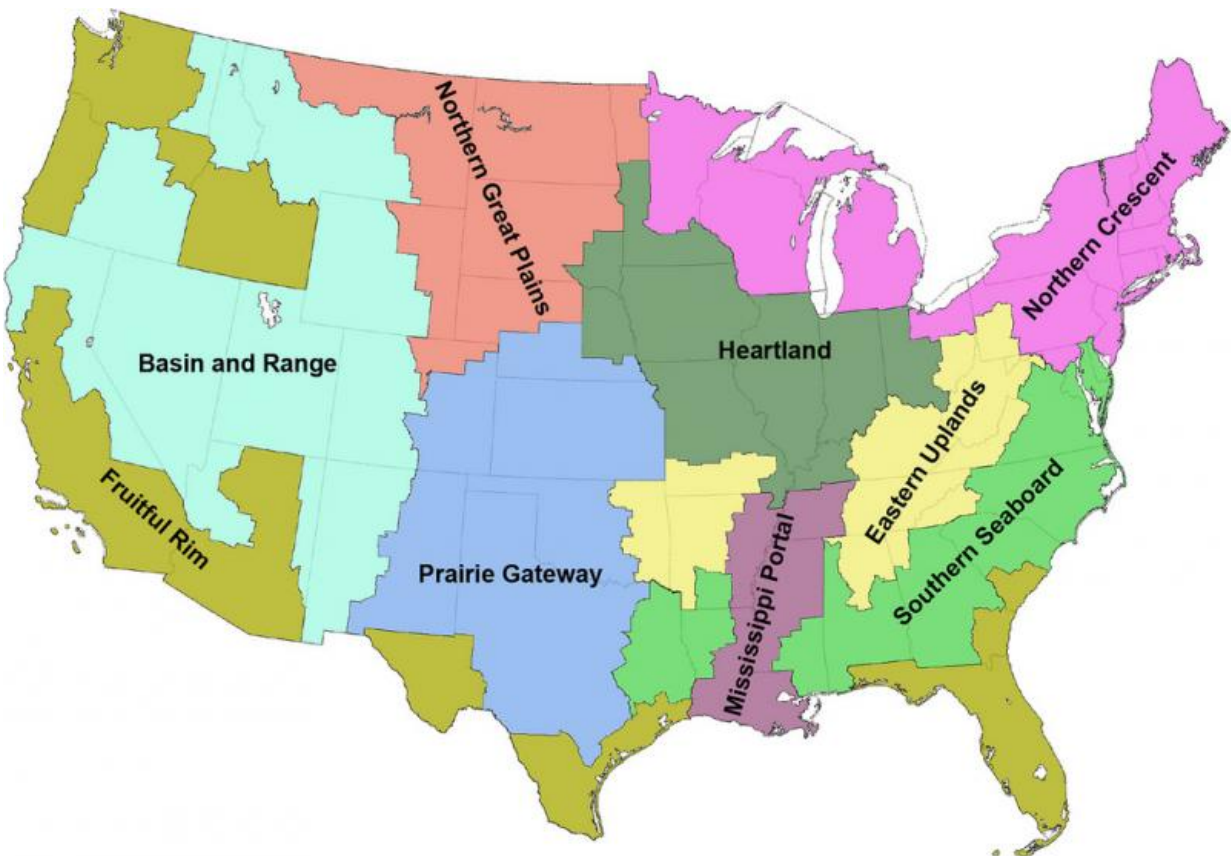 Northern Great Plains
Northern Crescent
Basin and Range
Heartland
Eastern Uplands
Fruitful Rim
Prairie Gateway
Mississippi Portal
Southern Seaboard